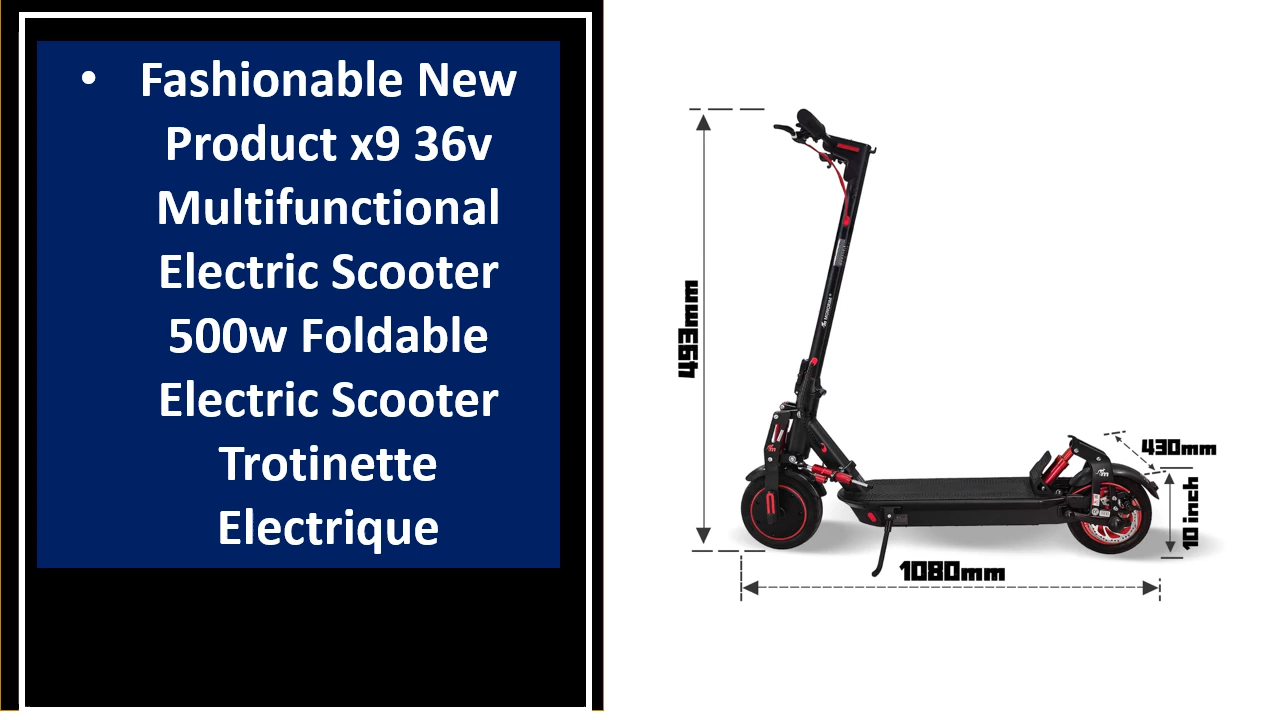 • Fashionable New
Product x9 36v
Multifunctional
Electric Scooter
500w Foldable
Electric Scooter
Trotinette
Electrique
493mm
430mm
10 inch
1080mm